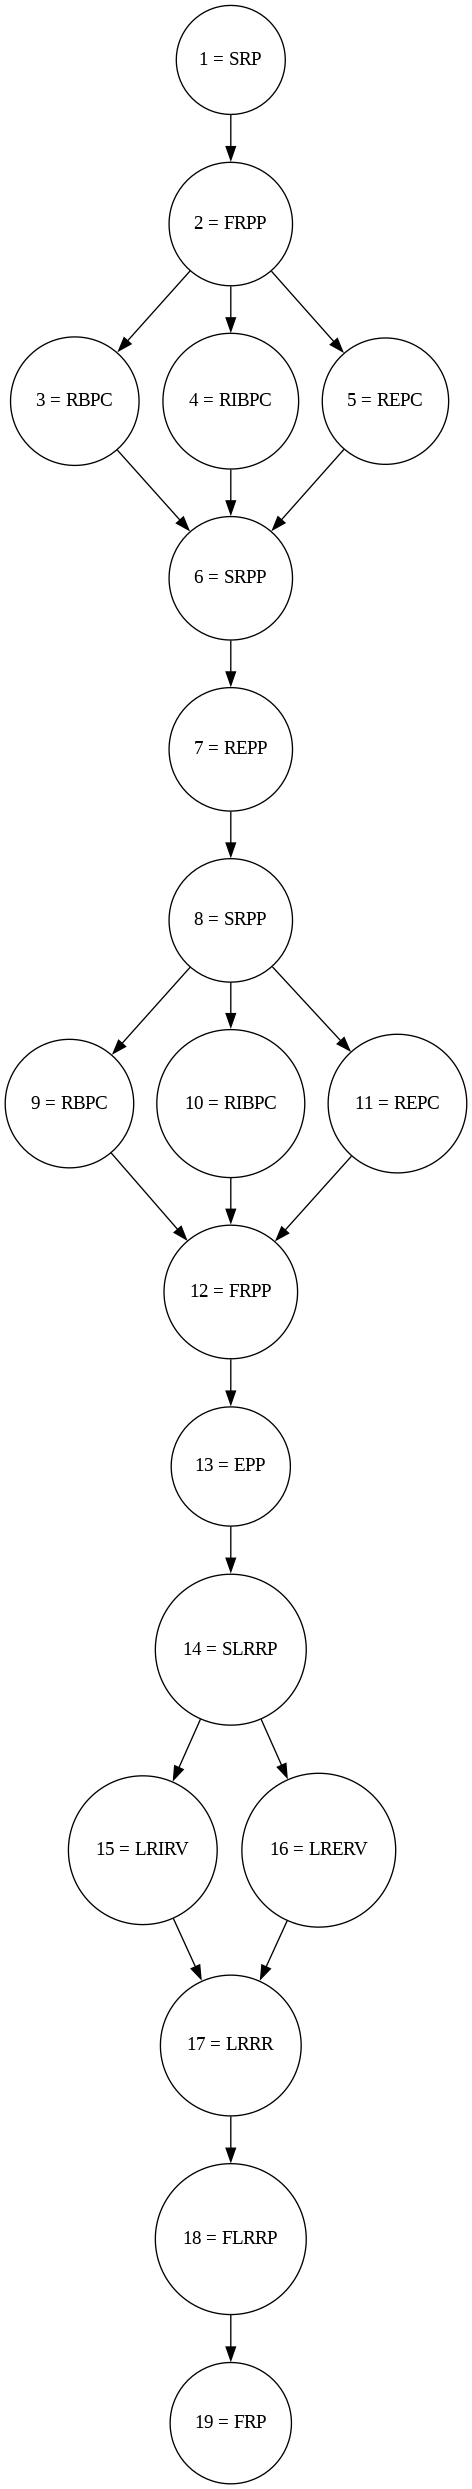 1 = SRP
2 = FRPP
3 = RBPC
4 = RIBPC
5 = REPC
6 = SRPP
7 = REPP
8 = SRPP
9 = RBPC
10 = RIBPC
11 = REPC
12 = FRPP
13 = EPP
14 = SLRRP
15 = LRIRV
16 = LRERV
17 = LRRR
18 = FLRRP
19 = FRP